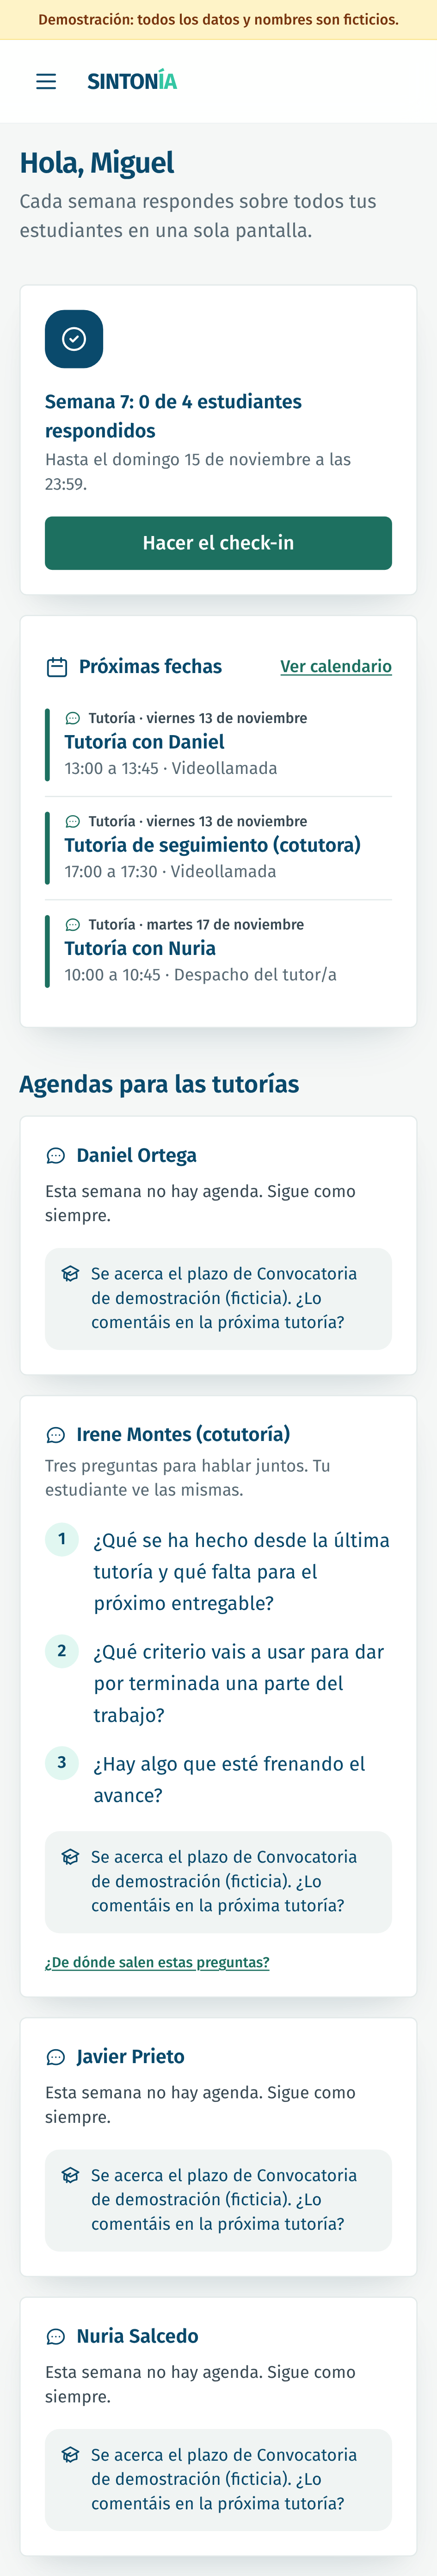 Demostración: todos los datos y nombres son ficticios.
SINTONÍA
Hola, Miguel
Cada semana respondes sobre todos tus
estudiantes en una sola pantalla.
Semana 7: 0 de 4 estudiantes
respondidos
Hasta el domingo 15 de noviembre a las
23:59.
Hacer el check-in
Próximas fechas
Ver calendario
Tutoría · viernes 13 de noviembre
Tutoría con Daniel
13:00 a 13:45 · Videollamada
Tutoría · viernes 13 de noviembre
Tutoría de seguimiento (cotutora)
17:00 a 17:30 · Videollamada
Tutoría · martes 17 de noviembre
Tutoría con Nuria
10:00 a 10:45 · Despacho del tutor/a
Agendas para las tutorías
Daniel Ortega
Esta semana no hay agenda. Sigue como
siempre.
Se acerca el plazo de Convocatoria
de demostración (ficticia). ¿Lo
comentáis en la próxima tutoría?
Irene Montes (cotutoría)
Tres preguntas para hablar juntos. Tu
estudiante ve las mismas.
1 ¿Qué se ha hecho desde la última
tutoría y qué falta para el
próximo entregable?
2 ¿Qué criterio vais a usar para dar
por terminada una parte del
trabajo?
3 ¿Hay algo que esté frenando el
avance?
Se acerca el plazo de Convocatoria
de demostración (ficticia). ¿Lo
comentáis en la próxima tutoría?
¿De dónde salen estas preguntas?
Javier Prieto
Esta semana no hay agenda. Sigue como
siempre.
Se acerca el plazo de Convocatoria
de demostración (ficticia). ¿Lo
comentáis en la próxima tutoría?
Nuria Salcedo
Esta semana no hay agenda. Sigue como
siempre.
Se acerca el plazo de Convocatoria
de demostración (ficticia). ¿Lo
comentáis en la próxima tutoría?